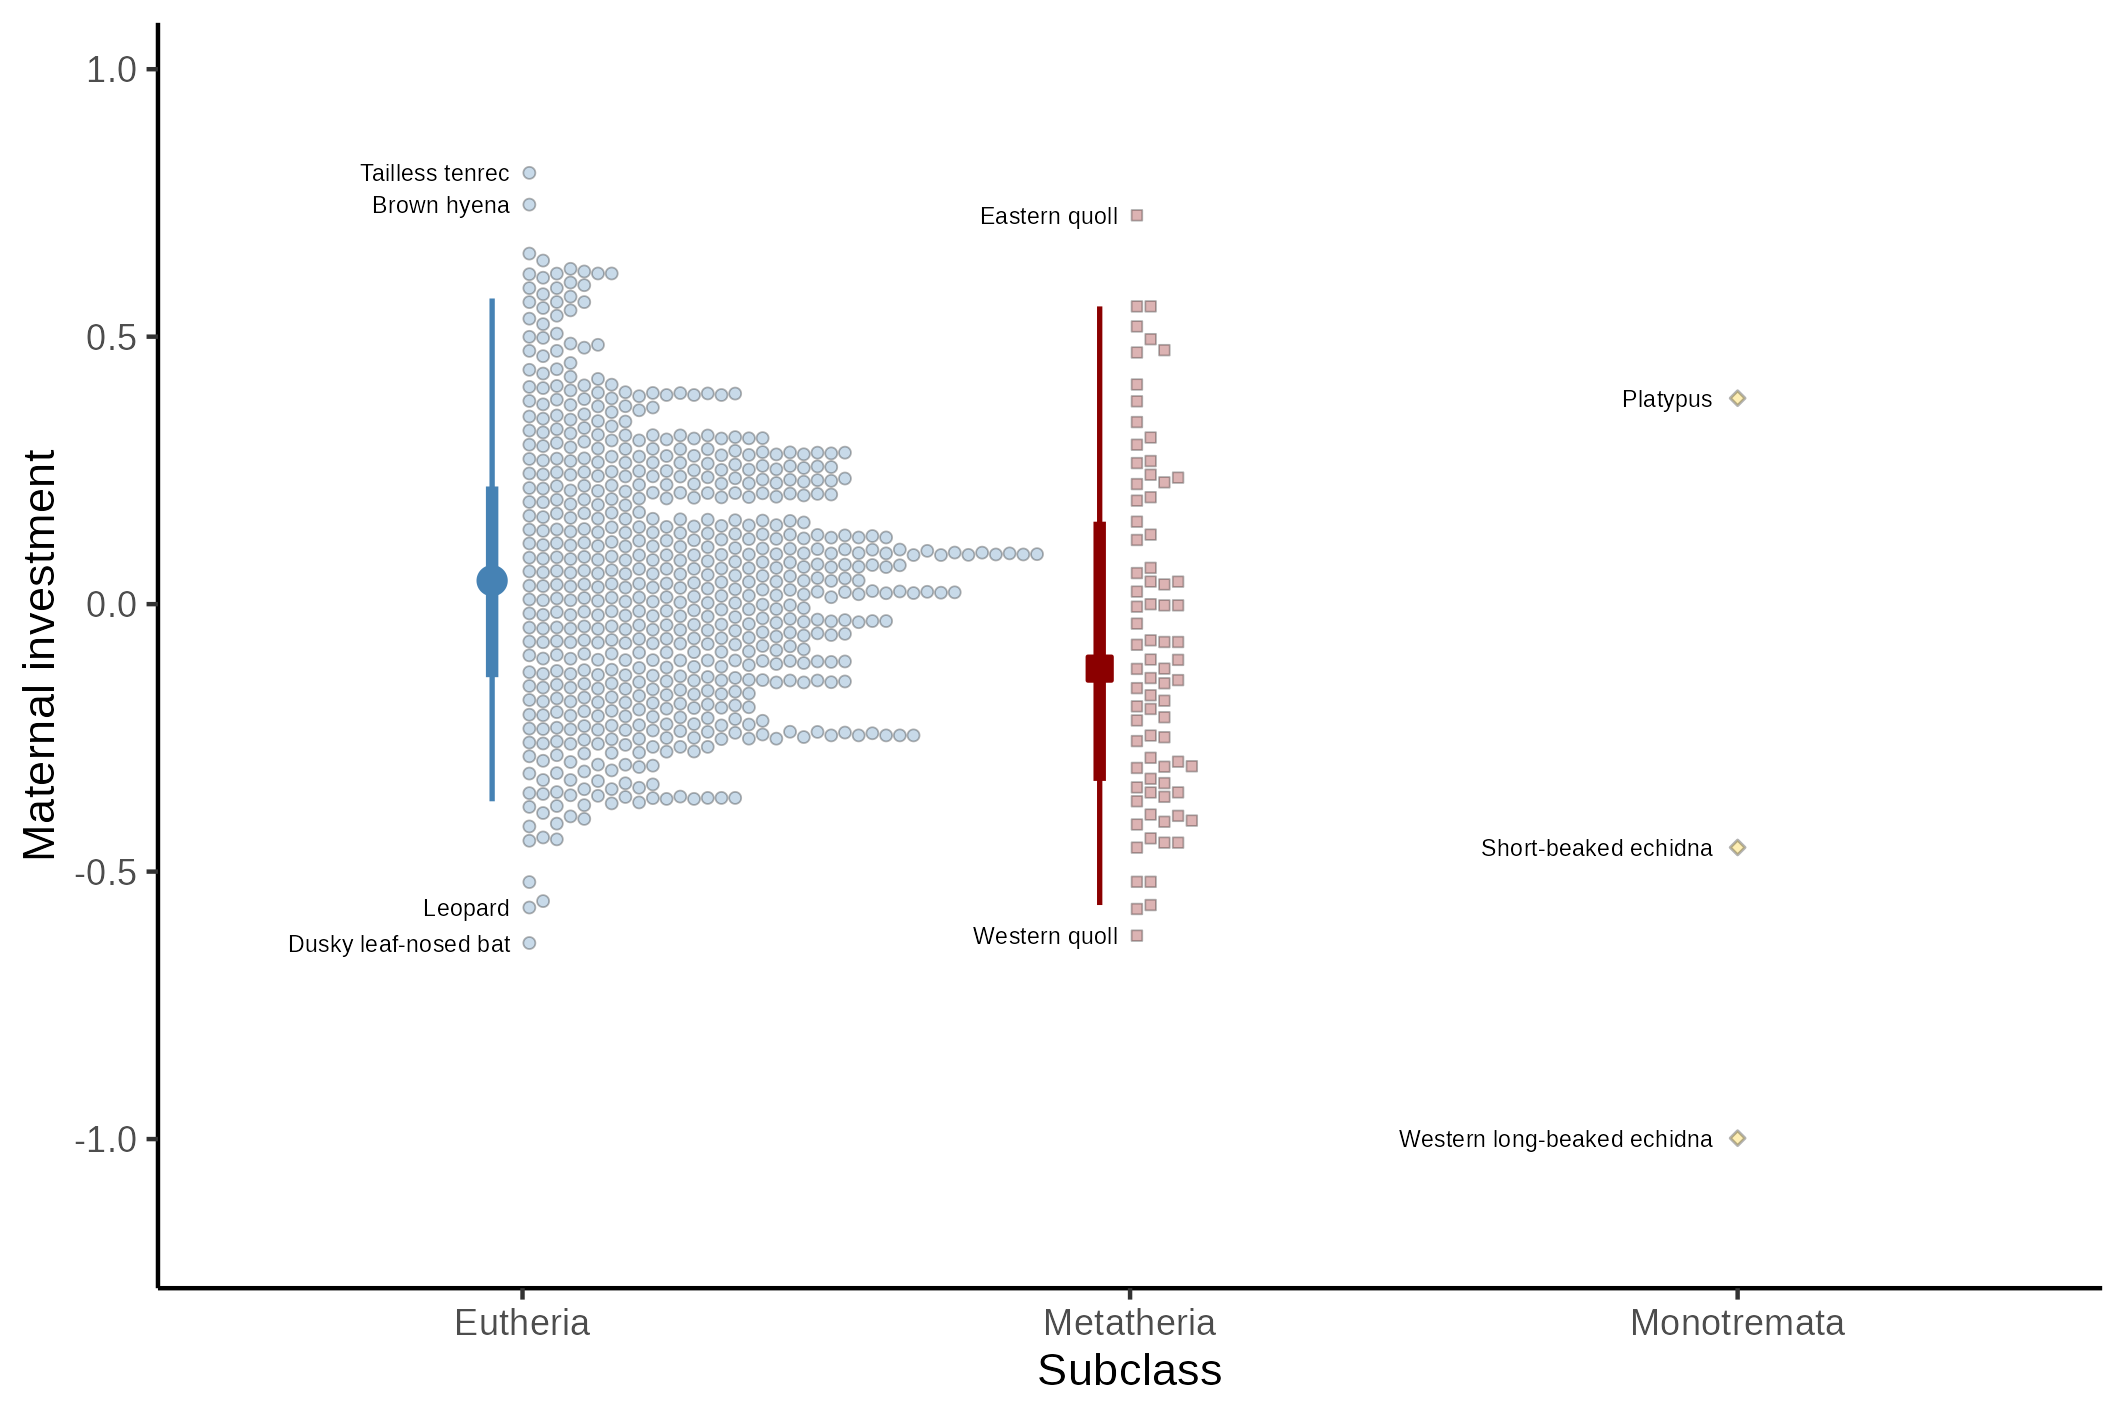 1.0
Tailless tenrec
Brown hyena
Eastern quoll
0.5
Platypus
Maternal investment
0.0
Short-beaked echidna
-0.5
Leopard
Western quoll
Dusky leaf-nosed bat
-1.0
Western long-beaked echidna
Eutheria
Metatheria
Monotremata
Subclass